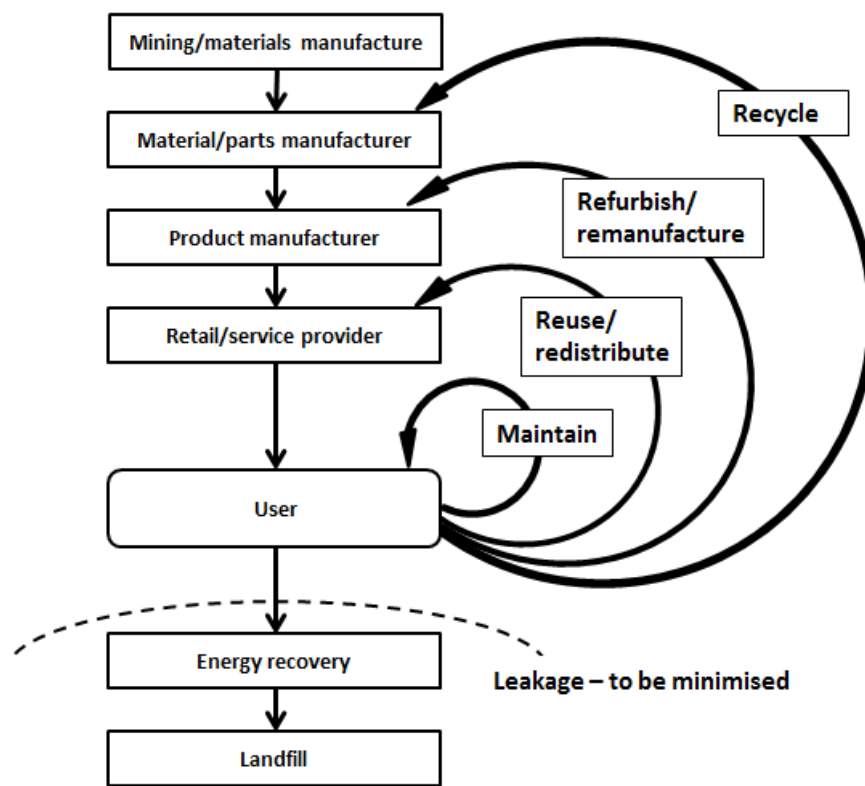 Mining/materials manufacture
Recycle
Material/parts manufacturer
Refurbish/
remanufacture
Product manufacturer
Reuse/
redistribute
Retail/service provider
Maintain
User
Energy recovery
Leakage – to be minimised
Landfill